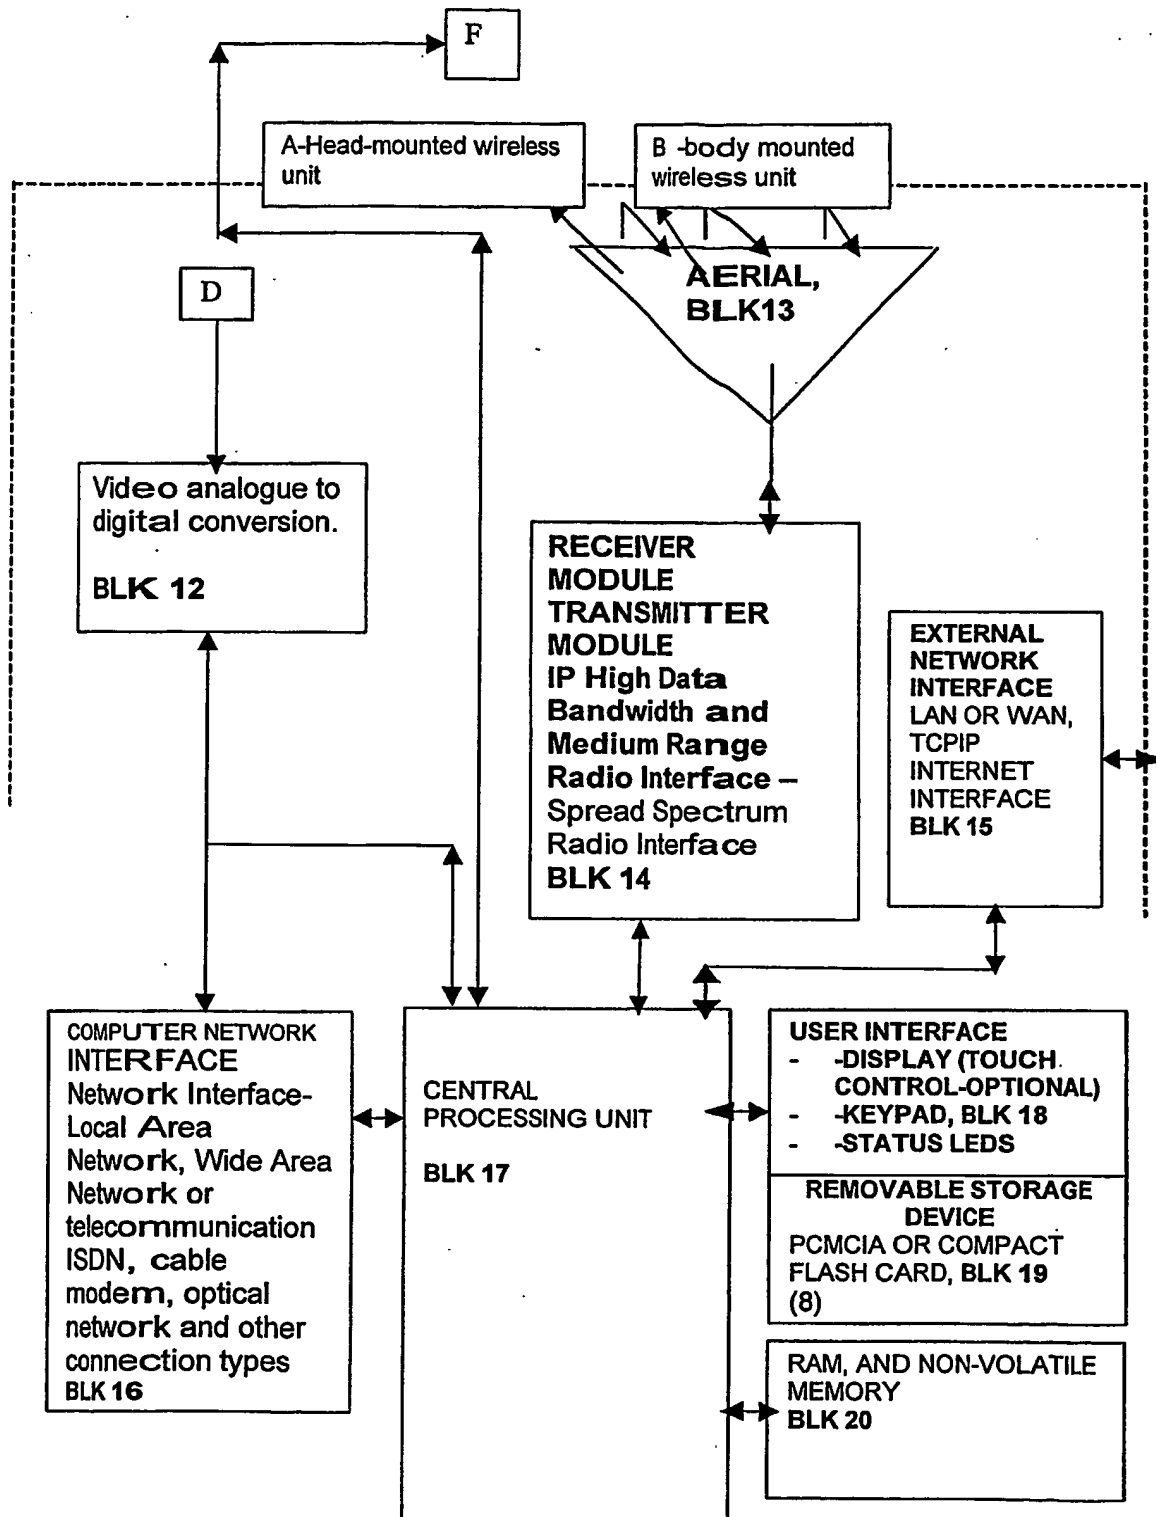 F
A-Head-mounted wireless
unit
B -body mounted
wireless unit
D
AERIAL,
BLK13
Video analogue to
digital conversion.
BLK 12
RECEIVER
MODULE
TRANSMITTER
MODULE
IP High Data
Bandwidth and
Medium Range
Radio Interface –
Spread Spectrum
Radio Interface
BLK 14
EXTERNAL
NETWORK
INTERFACE
LAN OR WAN,
TCPIP
INTERNET
INTERFACE
BLK 15
COMPUTER NETWORK
INTERFACE
Network Interface-
Local Area
Network, Wide Area
Network or
telecommunication
ISDN, cable
modem, optical
network and other
connection types
BLK 16
CENTRAL
PROCESSING UNIT
BLK 17
USER INTERFACE
- -DISPLAY (TOUCH
CONTROL-OPTIONAL)
- -KEYPAD, BLK 18
- -STATUS LEDS
REMOVABLE STORAGE
DEVICE
PCMCIA OR COMPACT
FLASH CARD, BLK 19
(8)
RAM, AND NON-VOLATILE
MEMORY
BLK 20